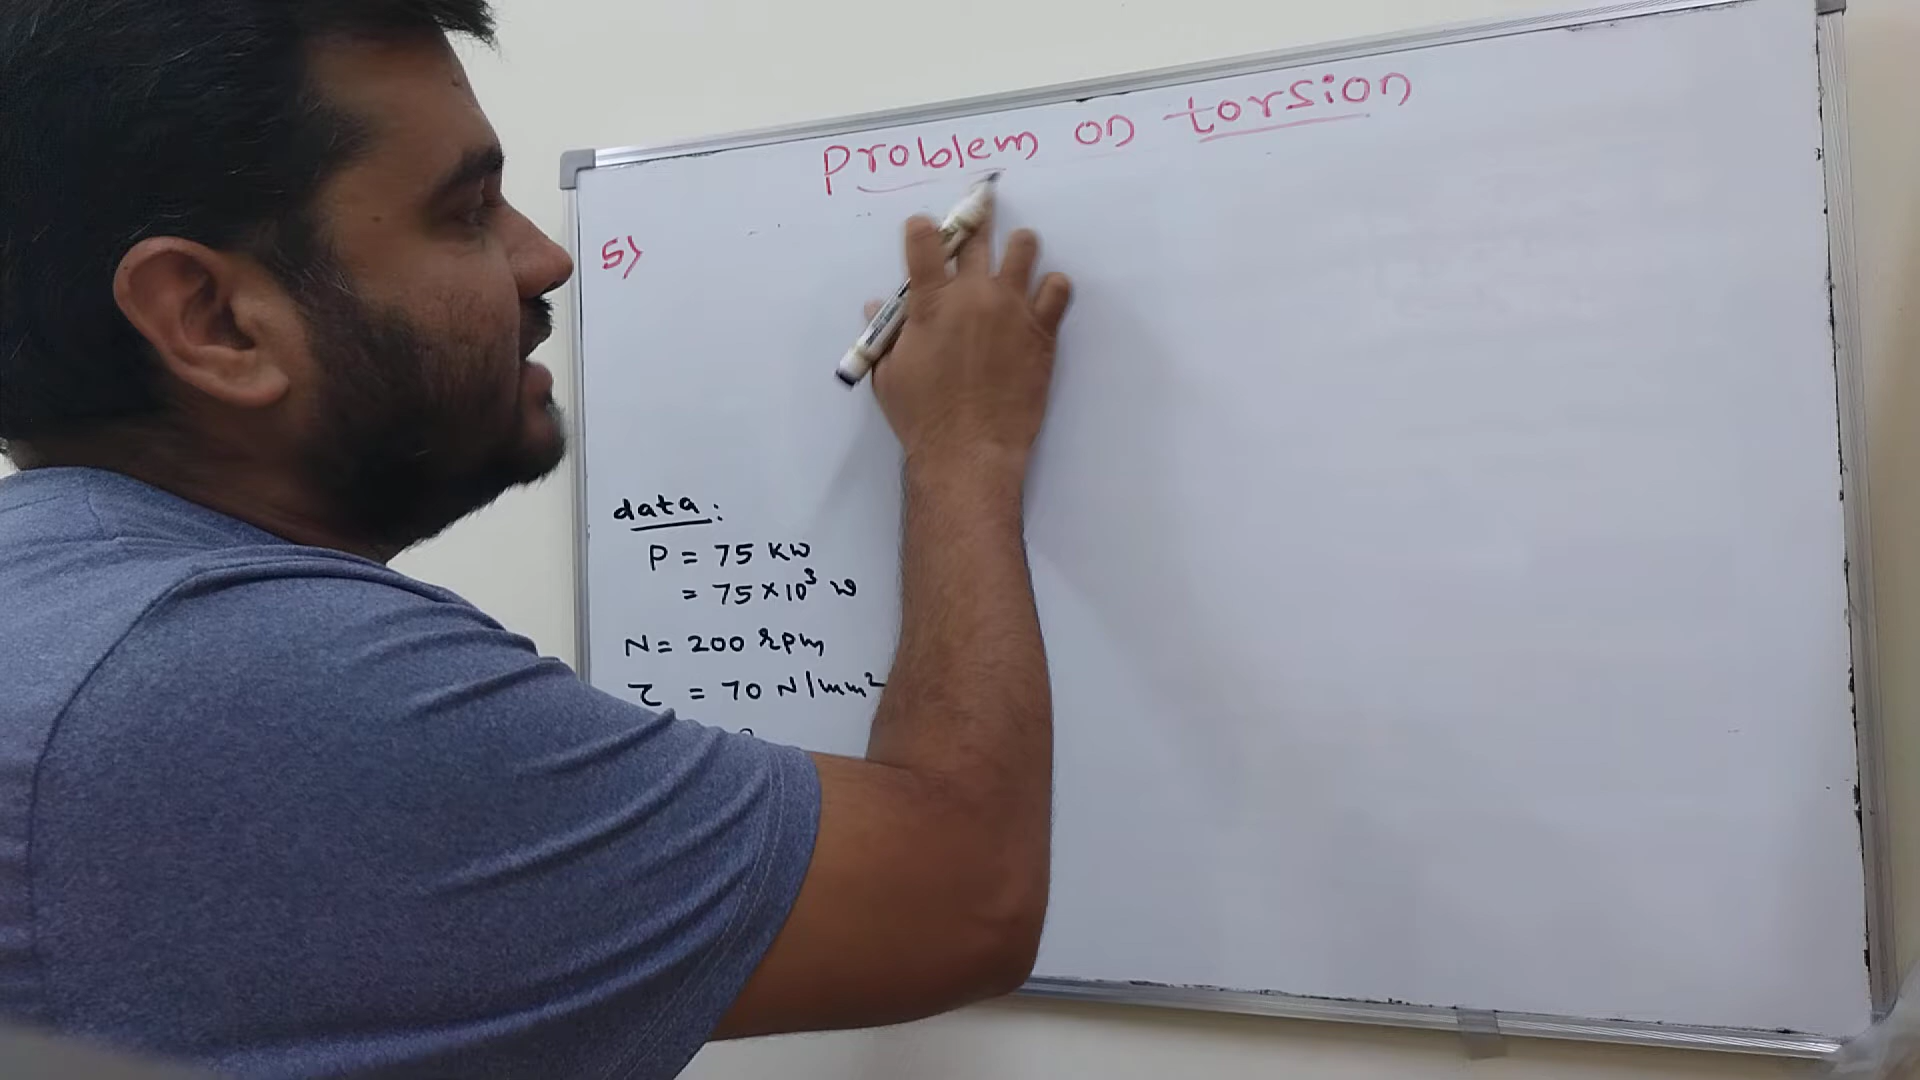 Problem on torsion
5)
data:
P = 75 KW
= 75×10³ W
N = 200 rpm
τ = 70 N/mm²